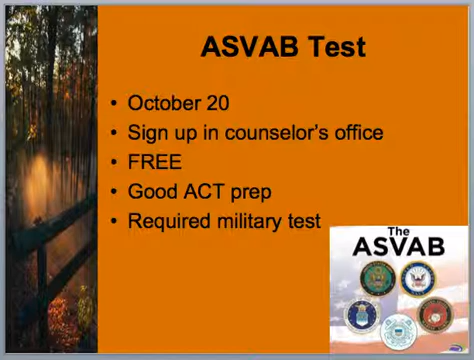 ASVAB Test
• October 20
• Sign up in counselor's office
• FREE
• Good ACT prep
• Required military test
The
ASVAB